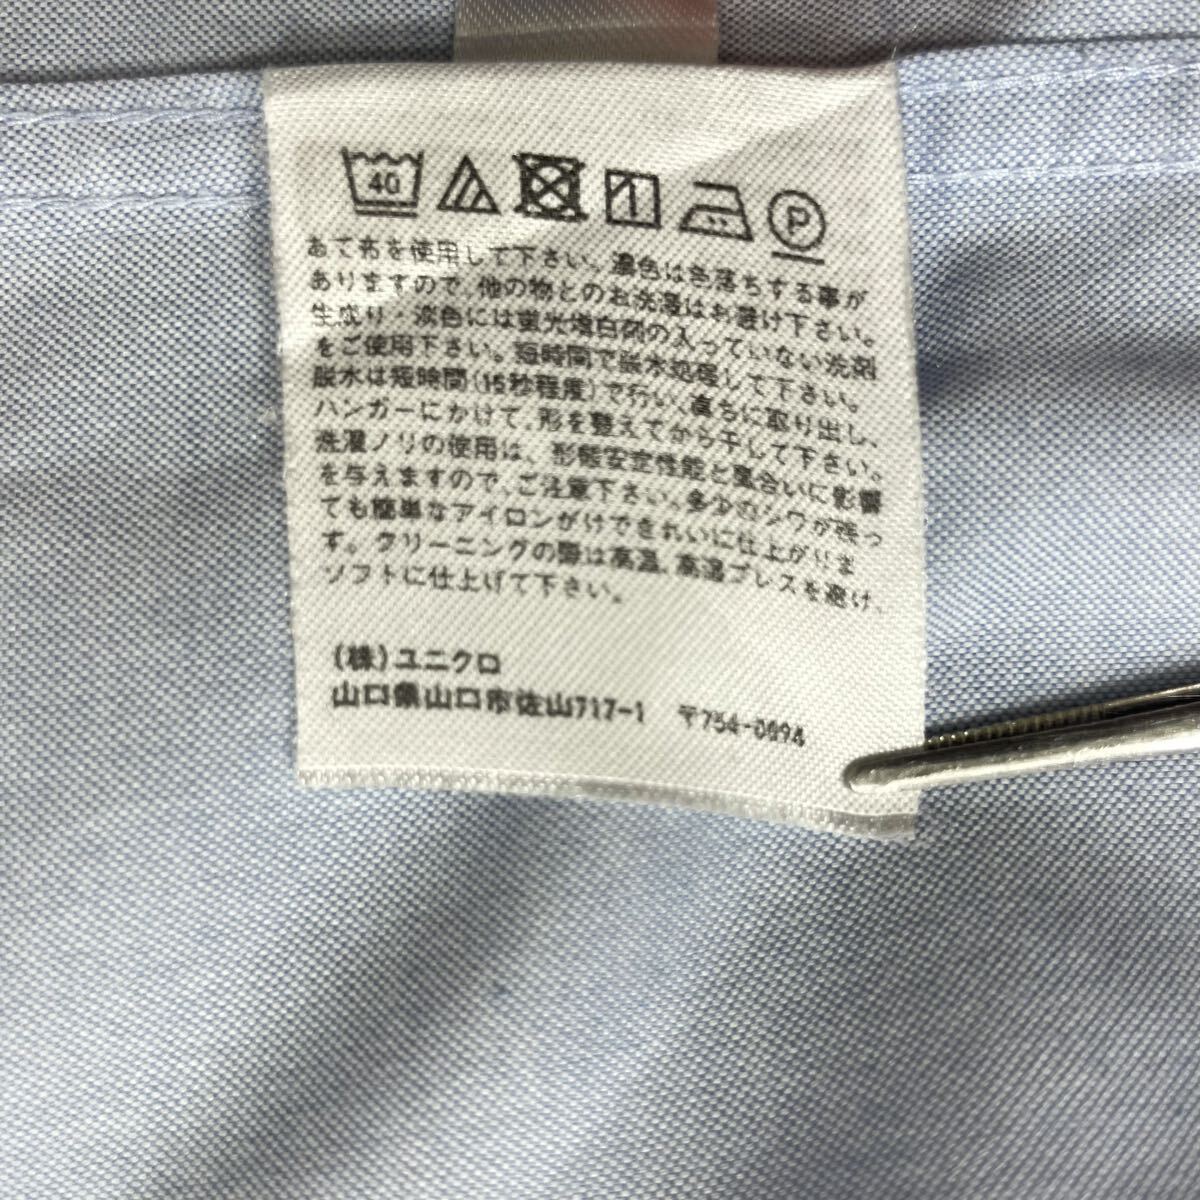 40
P
あて布を使用して下さい。濃色は色落ちする事が
ありますので、他の物とのお洗濯はお避け下さい。
生成り・淡色には蛍光増白剤の入っていない洗剤
をご使用下さい。短時間で脱水処理して下さい。
脱水は短時間(15秒程度)で行い、直ちに取り出し、
ハンガーにかけて、形を整えてから干して下さい。
洗濯ノリの使用は、形態安定性能と風合いに影響
を与えますので、ご注意下さい。多少のシワが残っ
ても簡単なアイロンがけできれいに仕上がりま
す。クリーニングの際は高温、高湿プレスを避け、
ソフトに仕上げて下さい。
(株)ユニクロ
山口県山口市佐山717-1 〒754-0894